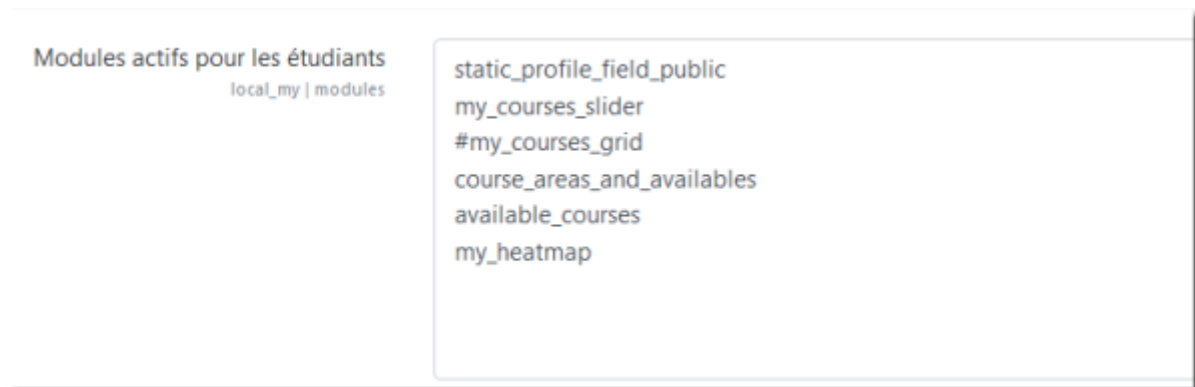 Modules actifs pour les étudiants
local_my | modules
static_profile_field_public
my_courses_slider
#my_courses_grid
course_areas_and_availables
available_courses
my_heatmap